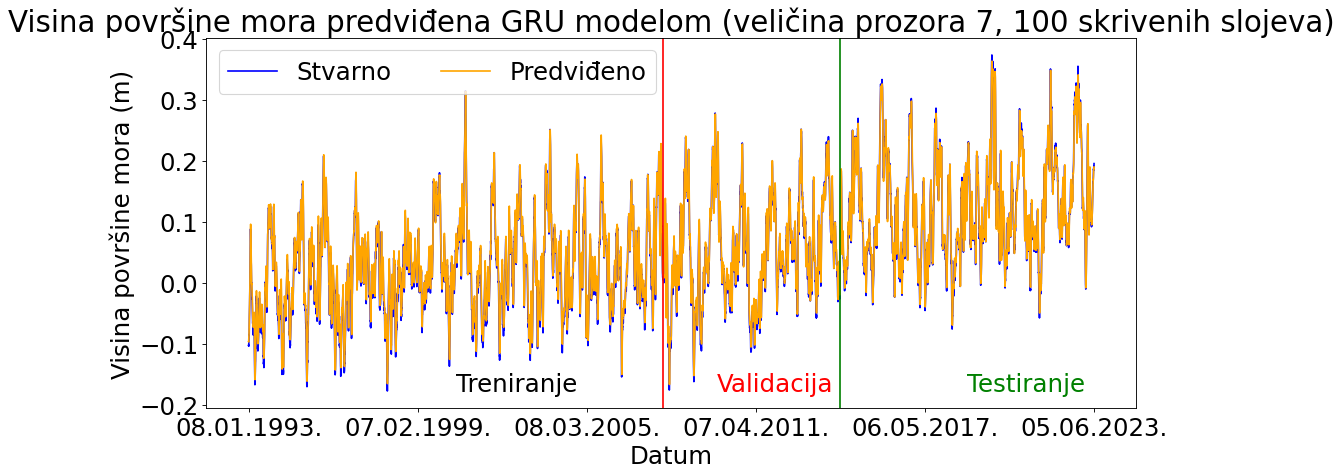 Visina površine mora predviđena GRU modelom (veličina prozora 7, 100 skrivenih slojeva)
Stvarno Predviđeno
Visina površine mora (m)
0.4
0.3
0.2
0.1
0.0
−0.1
−0.2
Treniranje Validacija Testiranje
08.01.1993. 07.02.1999. 08.03.2005. 07.04.2011. 06.05.2017. 05.06.2023.
Datum